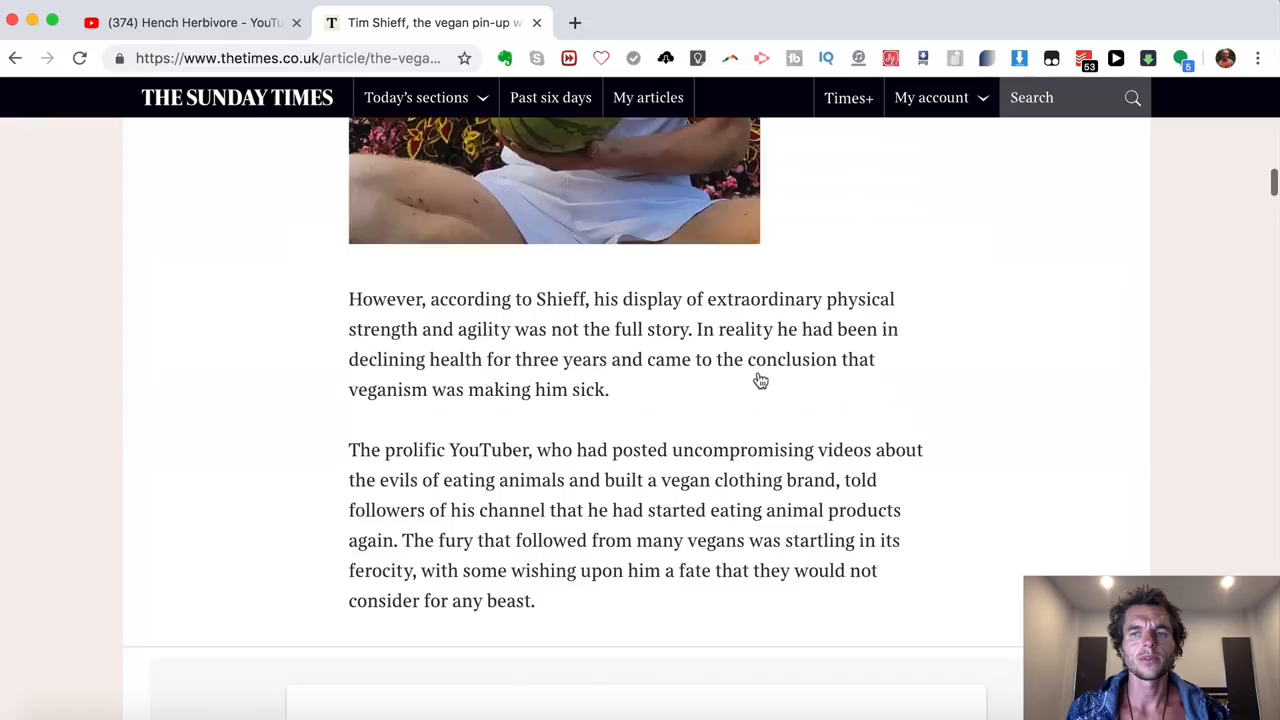 (374) Hench Herbivore - YouTu
Tim Shieff, the vegan pin-up w
https://www.thetimes.co.uk/article/the-vega...
53
5
THE SUNDAY TIMES
Today's sections
Past six days
My articles
Times+
My account
Search
However, according to Shieff, his display of extraordinary physical
strength and agility was not the full story. In reality he had been in
declining health for three years and came to the conclusion that
veganism was making him sick.
The prolific YouTuber, who had posted uncompromising videos about
the evils of eating animals and built a vegan clothing brand, told
followers of his channel that he had started eating animal products
again. The fury that followed from many vegans was startling in its
ferocity, with some wishing upon him a fate that they would not
consider for any beast.